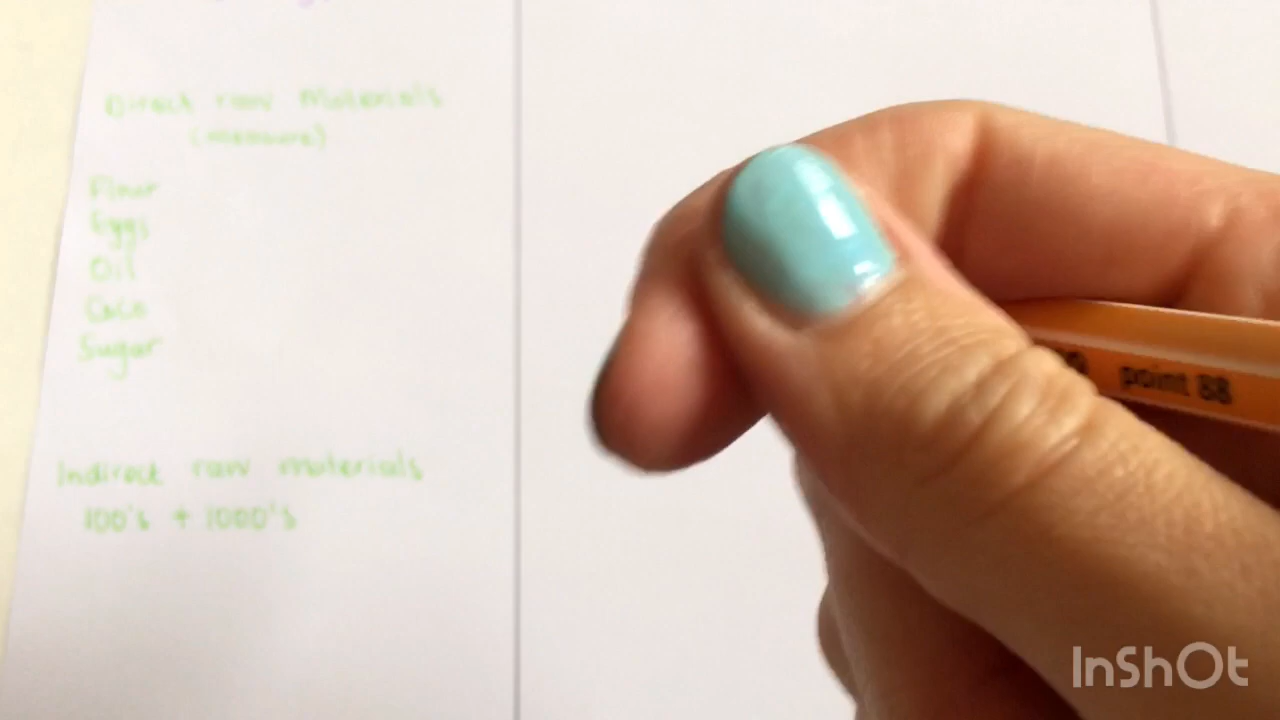 Direct raw Materials
(measure)
Flour
Eggs
Oil
Coco
Sugar
Indirect raw materials
100's + 1000's
point 88
InShOt